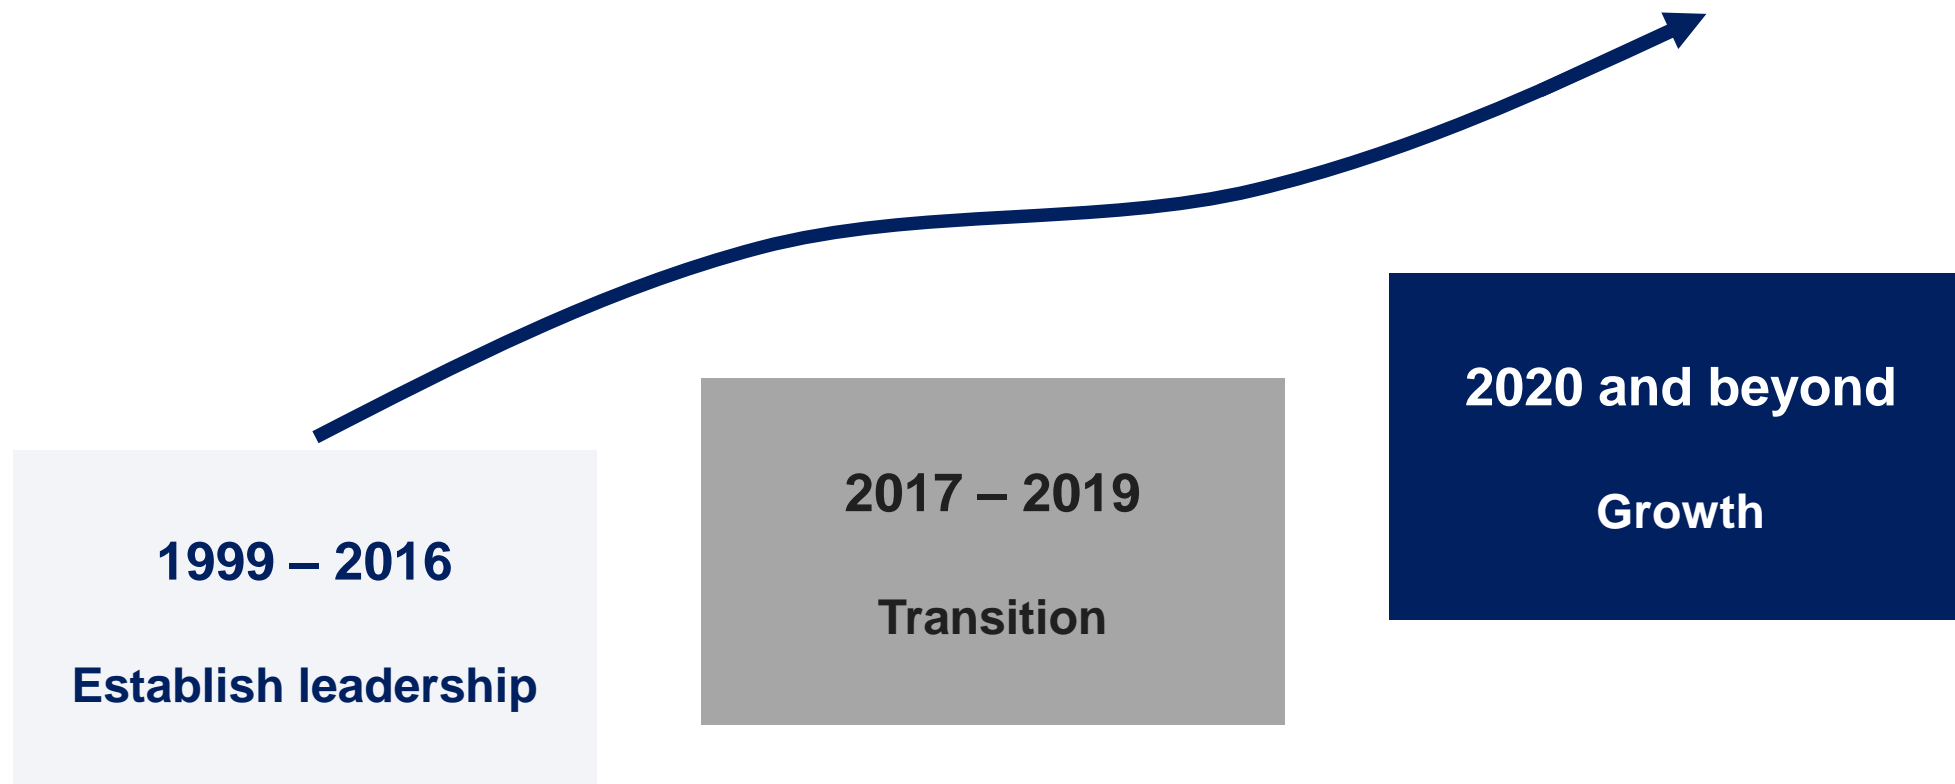 1999 – 2016
Establish leadership
2017 – 2019
Transition
2020 and beyond
Growth